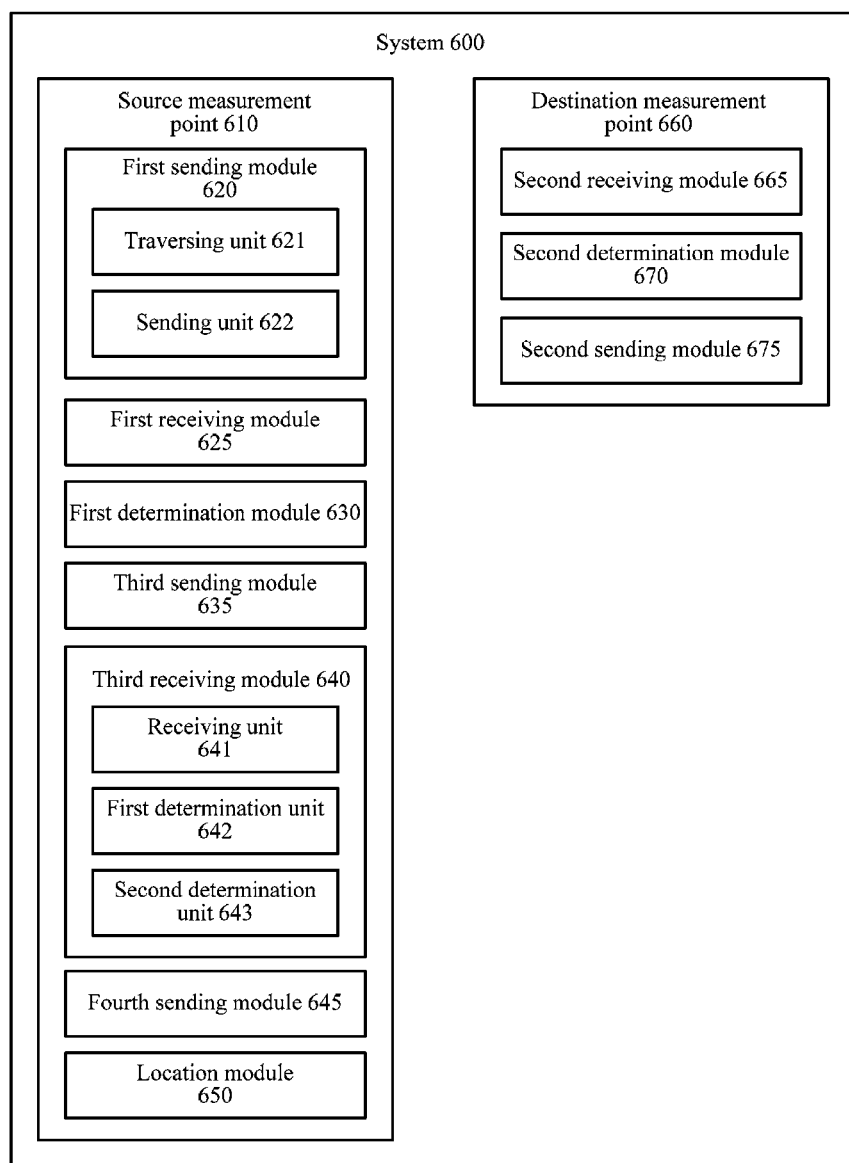 System 600
Source measurement
point 610
First sending module
620
Traversing unit 621
Sending unit 622
First receiving module
625
First determination module 630
Third sending module
635
Third receiving module 640
Receiving unit
641
First determination unit
642
Second determination
unit 643
Fourth sending module 645
Location module
650
Destination measurement
point 660
Second receiving module 665
Second determination module
670
Second sending module 675